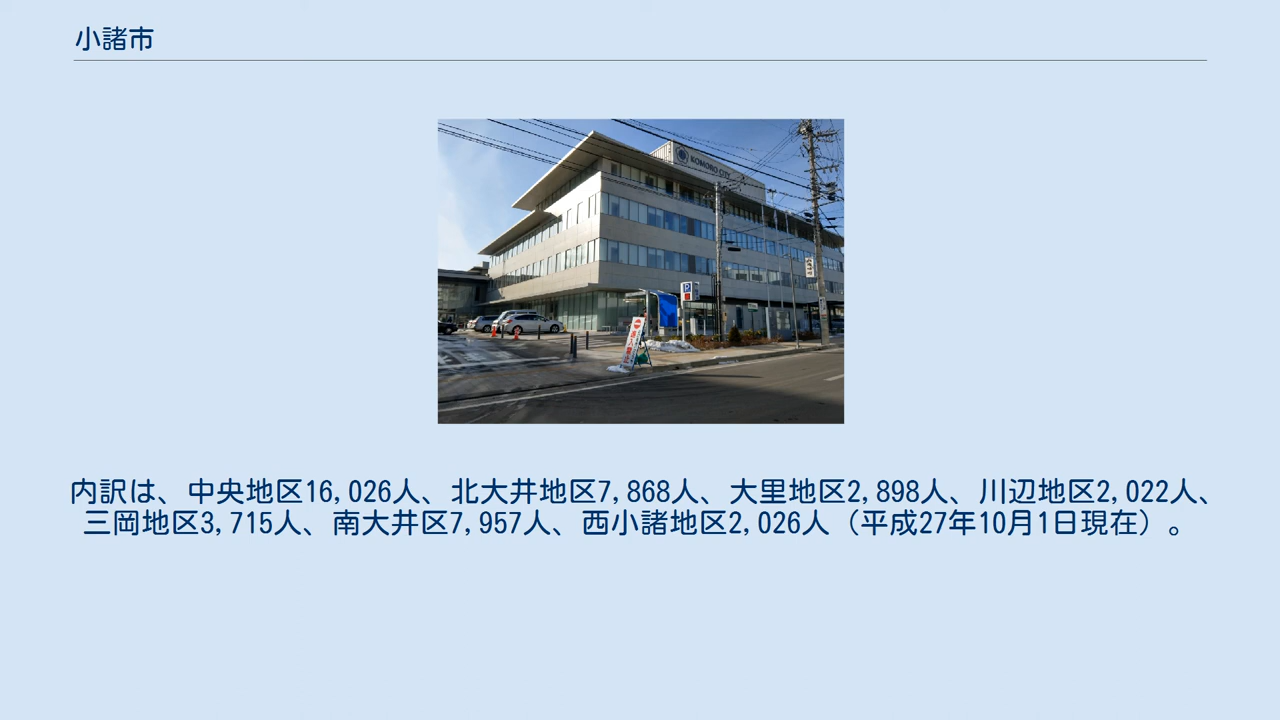 小諸市
KOMORO CITY
P
内訳は、中央地区16,026人、北大井地区7,868人、大里地区2,898人、川辺地区2,022人、
三岡地区3,715人、南大井区7,957人、西小諸地区2,026人（平成27年10月1日現在）。